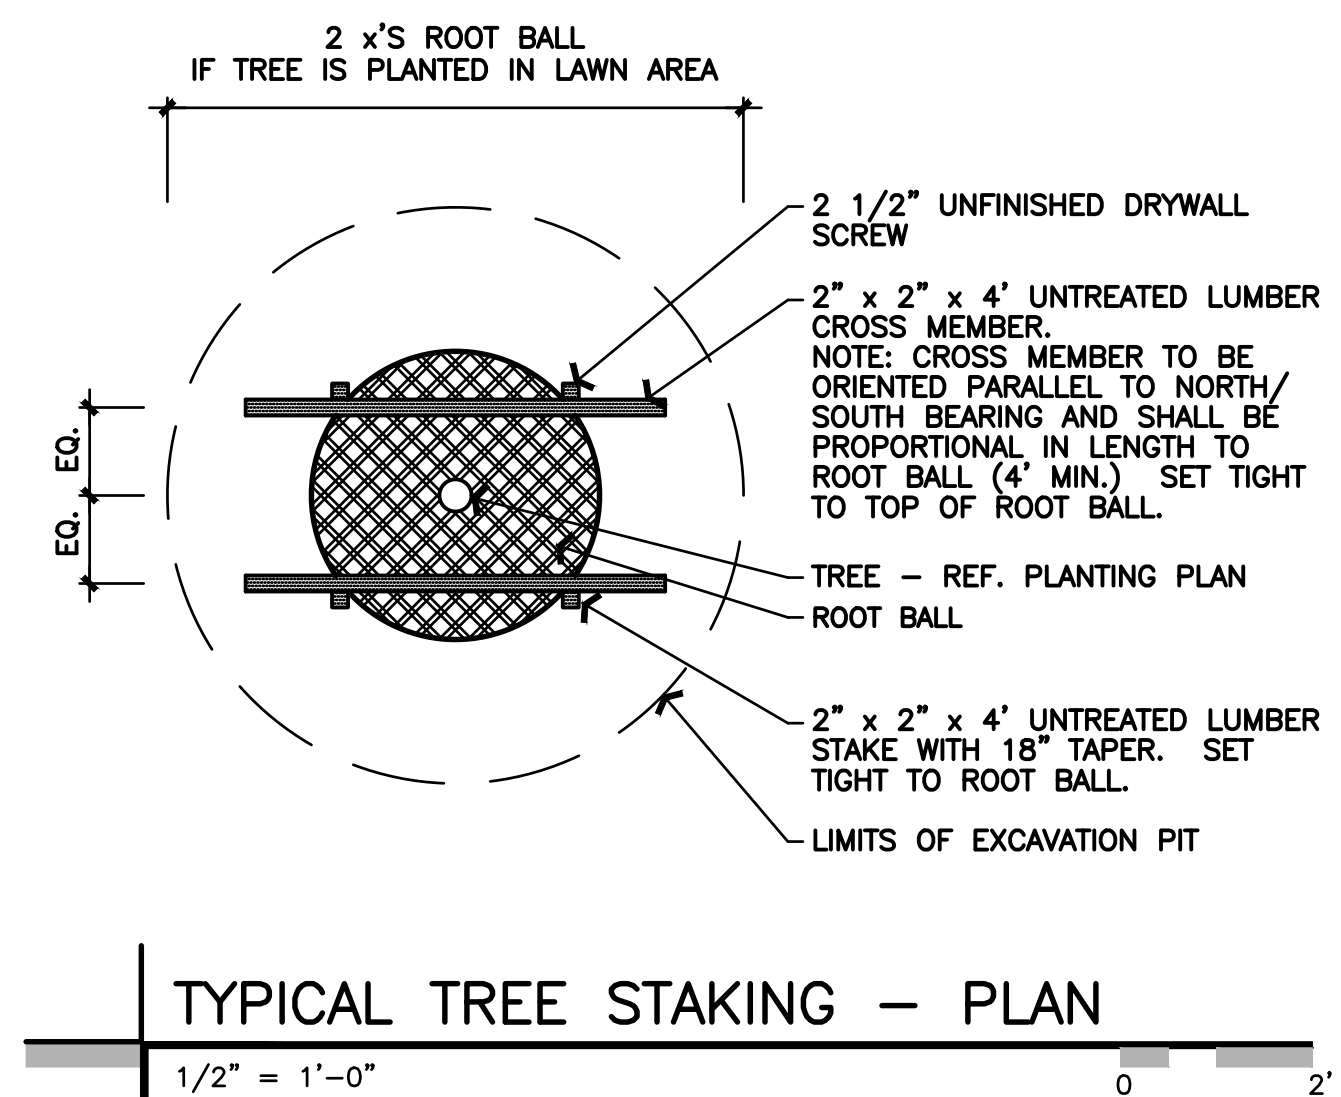 2 x'S ROOT BALL
IF TREE IS PLANTED IN LAWN AREA
2 1/2" UNFINISHED DRYWALL
SCREW
2" x 2" x 4' UNTREATED LUMBER
CROSS MEMBER.
NOTE: CROSS MEMBER TO BE
ORIENTED PARALLEL TO NORTH/
SOUTH BEARING AND SHALL BE
PROPORTIONAL IN LENGTH TO
ROOT BALL (4' MIN.) SET TIGHT
TO TOP OF ROOT BALL.
EQ.
EQ.
TREE - REF. PLANTING PLAN
ROOT BALL
2" x 2" x 4' UNTREATED LUMBER
STAKE WITH 18" TAPER. SET
TIGHT TO ROOT BALL.
LIMITS OF EXCAVATION PIT
TYPICAL TREE STAKING - PLAN
1/2" = 1'-0"
0 2'